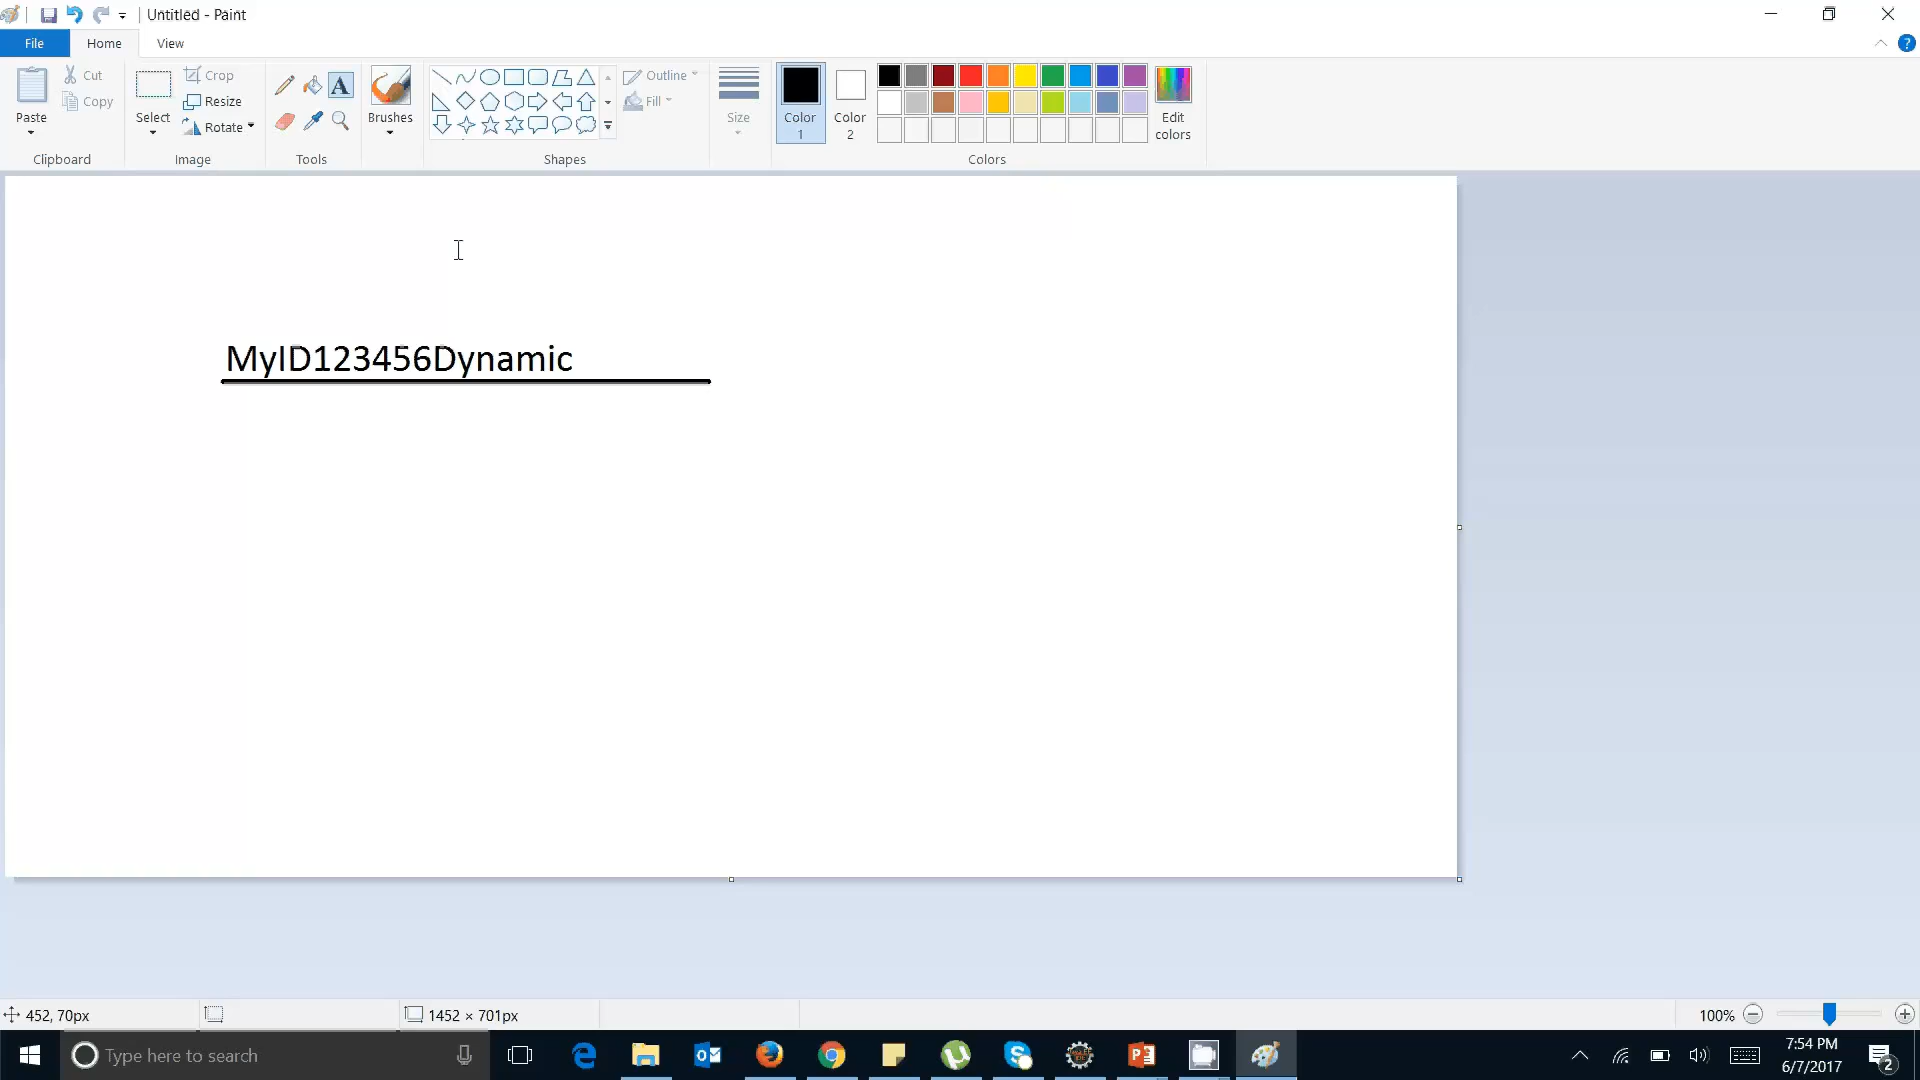 Untitled - Paint
File Home View
Paste
Cut
Copy
Clipboard
Select
Crop
Resize
Rotate
Image
A
Tools
Brushes
Shapes
Outline
Fill
Size
Color 1
Color 2
Edit colors
Colors
MyID123456Dynamic
452, 70px
1452 × 701px
100%
Type here to search
7:54 PM
6/7/2017
2